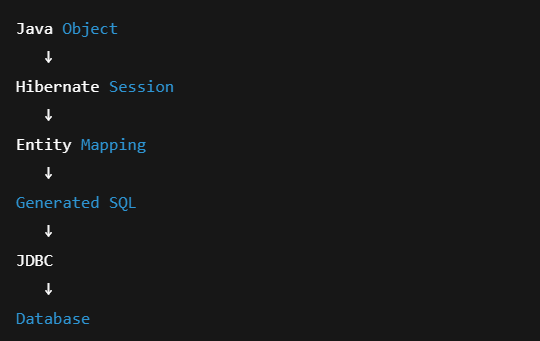 Java Object
↓
Hibernate Session
↓
Entity Mapping
↓
Generated SQL
↓
JDBC
↓
Database